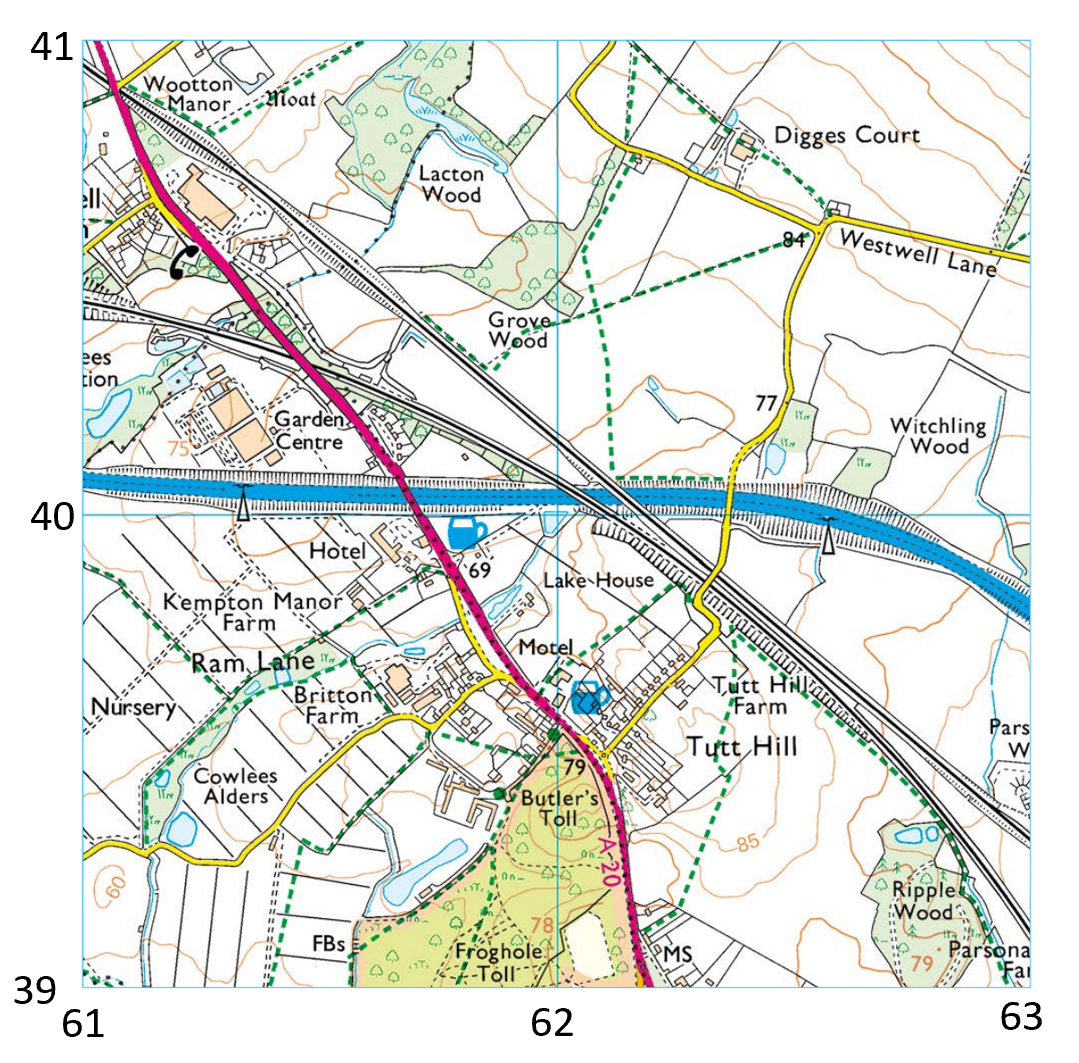 41
Wootton
Manor
Moat
Digges Court
Lacton
Wood
ell
84
Westwell Lane
Grove
Wood
ees
tion
77
Garden
Centre
75
Witchling
Wood
40
Hotel
69
Lake House
Kempton Manor
Farm
Motel
Ram Lane
Tutt Hill
Farm
Nursery
Britton
Farm
Pars
W
Tutt Hill
79
Cowlees
Alders
Butler's
Toll
85
A 20
60
Ripple
Wood
78
FBs
Froghole
Toll
MS
79
Parsona
Far
39
61
62
63